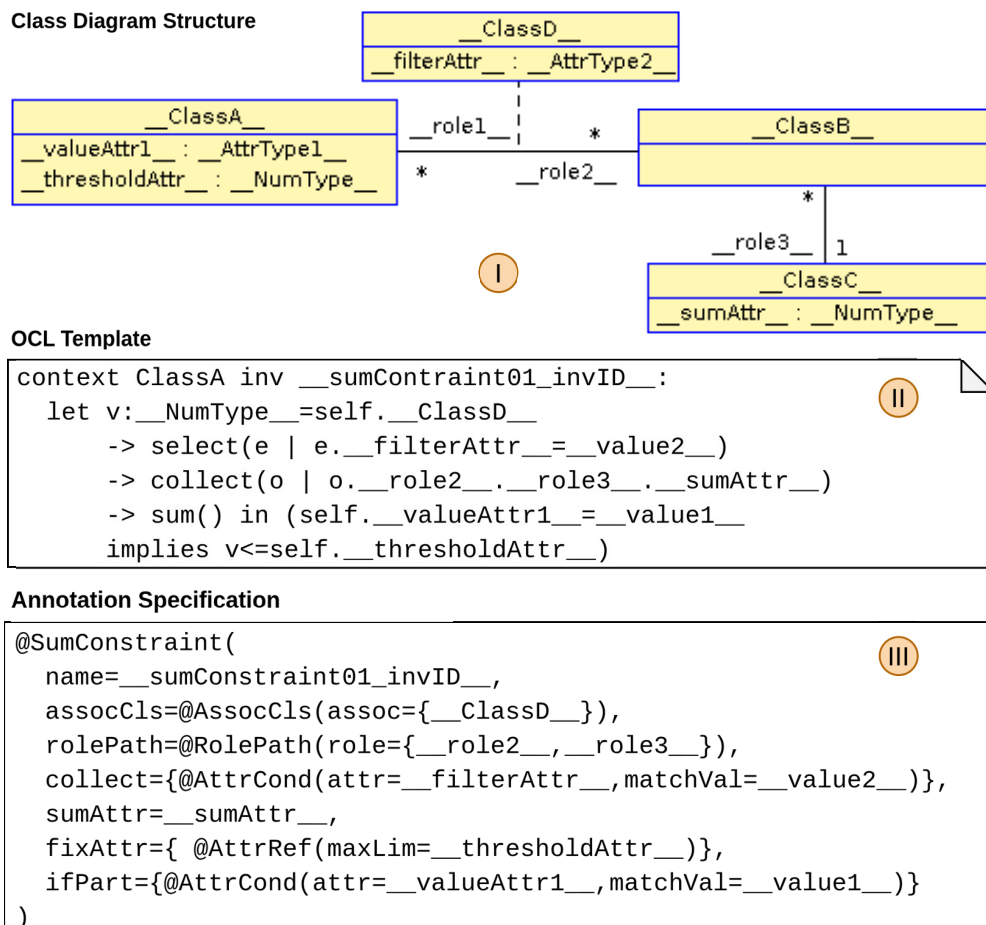 Class Diagram Structure
__ClassD__
__filterAttr__ : __AttrType2__
__ClassA__
__valueAttr1__ : __AttrType1__
__thresholdAttr__ : __NumType__
__role1__
*
*
__role2__
__ClassB__
*
__role3__
1
__ClassC__
__sumAttr__ : __NumType__
I
OCL Template
II
context ClassA inv __sumContraint01_invID__:
let v:__NumType__=self.__ClassD__
-> select(e | e.__filterAttr__=__value2__)
-> collect(o | o.__role2__.__role3__.__sumAttr__)
-> sum() in (self.__valueAttr1__=__value1__
implies v<=self.__thresholdAttr__)
Annotation Specification
III
@SumConstraint(
name=__sumConstraint01_invID__,
assocCls=@AssocCls(assoc={__ClassD__}),
rolePath=@RolePath(role={__role2__,__role3__}),
collect={@AttrCond(attr=__filterAttr__,matchVal=__value2__)},
sumAttr=__sumAttr__,
fixAttr={ @AttrRef(maxLim=__thresholdAttr__)},
ifPart={@AttrCond(attr=__valueAttr1__,matchVal=__value1__)}
)